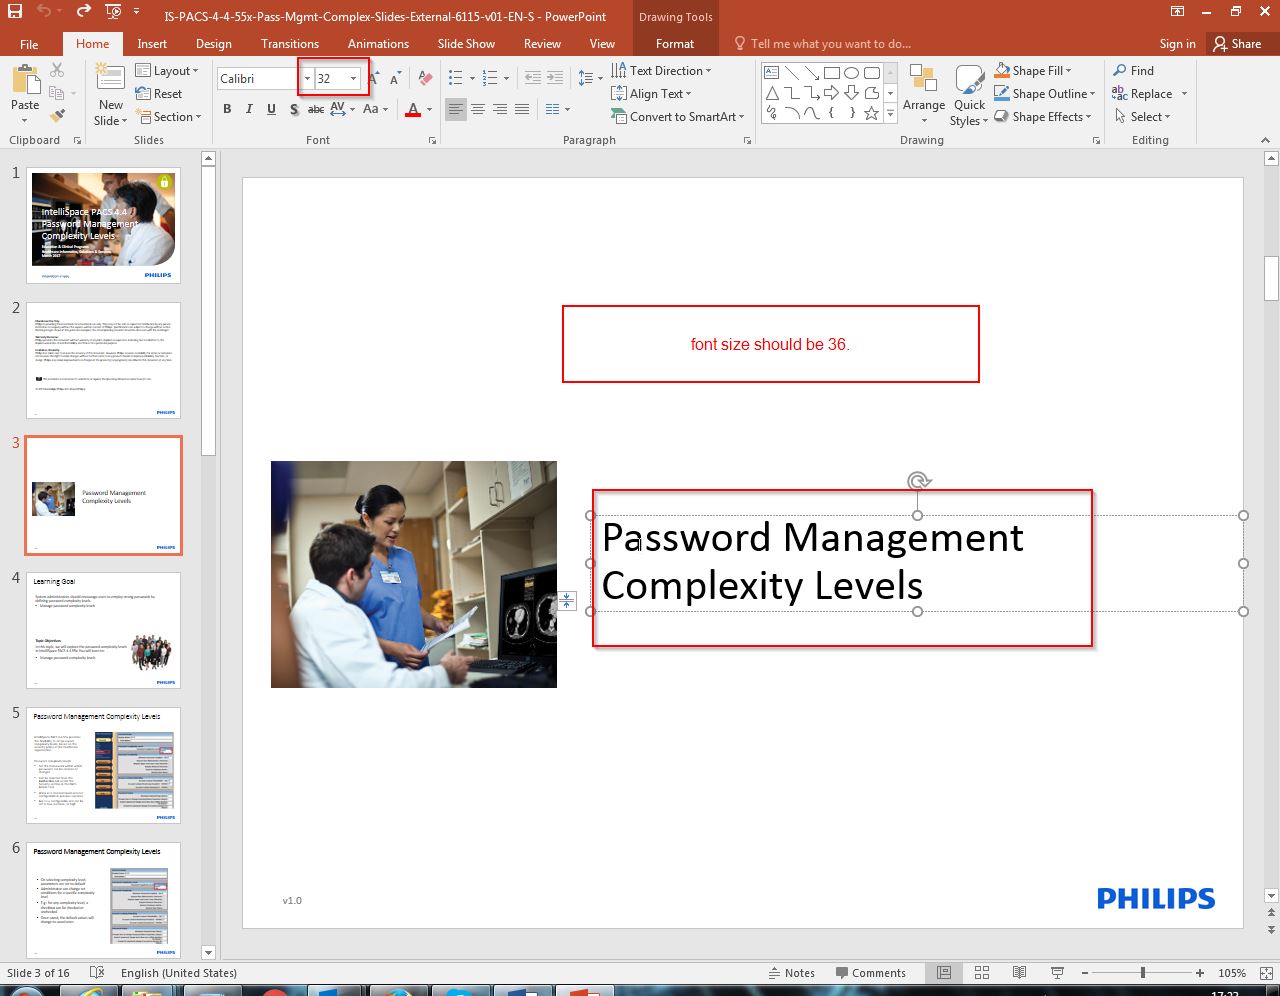 IS-PACS-4-4-55x-Pass-Mgmt-Complex-Slides-External-6115-v01-EN-S - PowerPoint
Drawing Tools
File Home Insert Design Transitions Animations Slide Show Review View Format Tell me what you want to do... Sign in Share
Paste
Clipboard
New Slide
Layout
Reset
Section
Slides
Calibri 32
B I U S abc AV Aa A
Font
Text Direction
Align Text
Convert to SmartArt
Paragraph
Arrange
Quick Styles
Shape Fill
Shape Outline
Shape Effects
Drawing
Find
Replace
Select
Editing
1
IntelliSpace PACS 4.4
Password Management
Complexity Levels
PHILIPS
2
PHILIPS
3
Password Management
Complexity Levels
PHILIPS
4
Learning Goal
Topic Objectives
PHILIPS
5
Password Management Complexity Levels
PHILIPS
6
Password Management Complexity Levels
PHILIPS
font size should be 36.
Password Management
Complexity Levels
v1.0
PHILIPS
Slide 3 of 16 English (United States) Notes Comments 105%